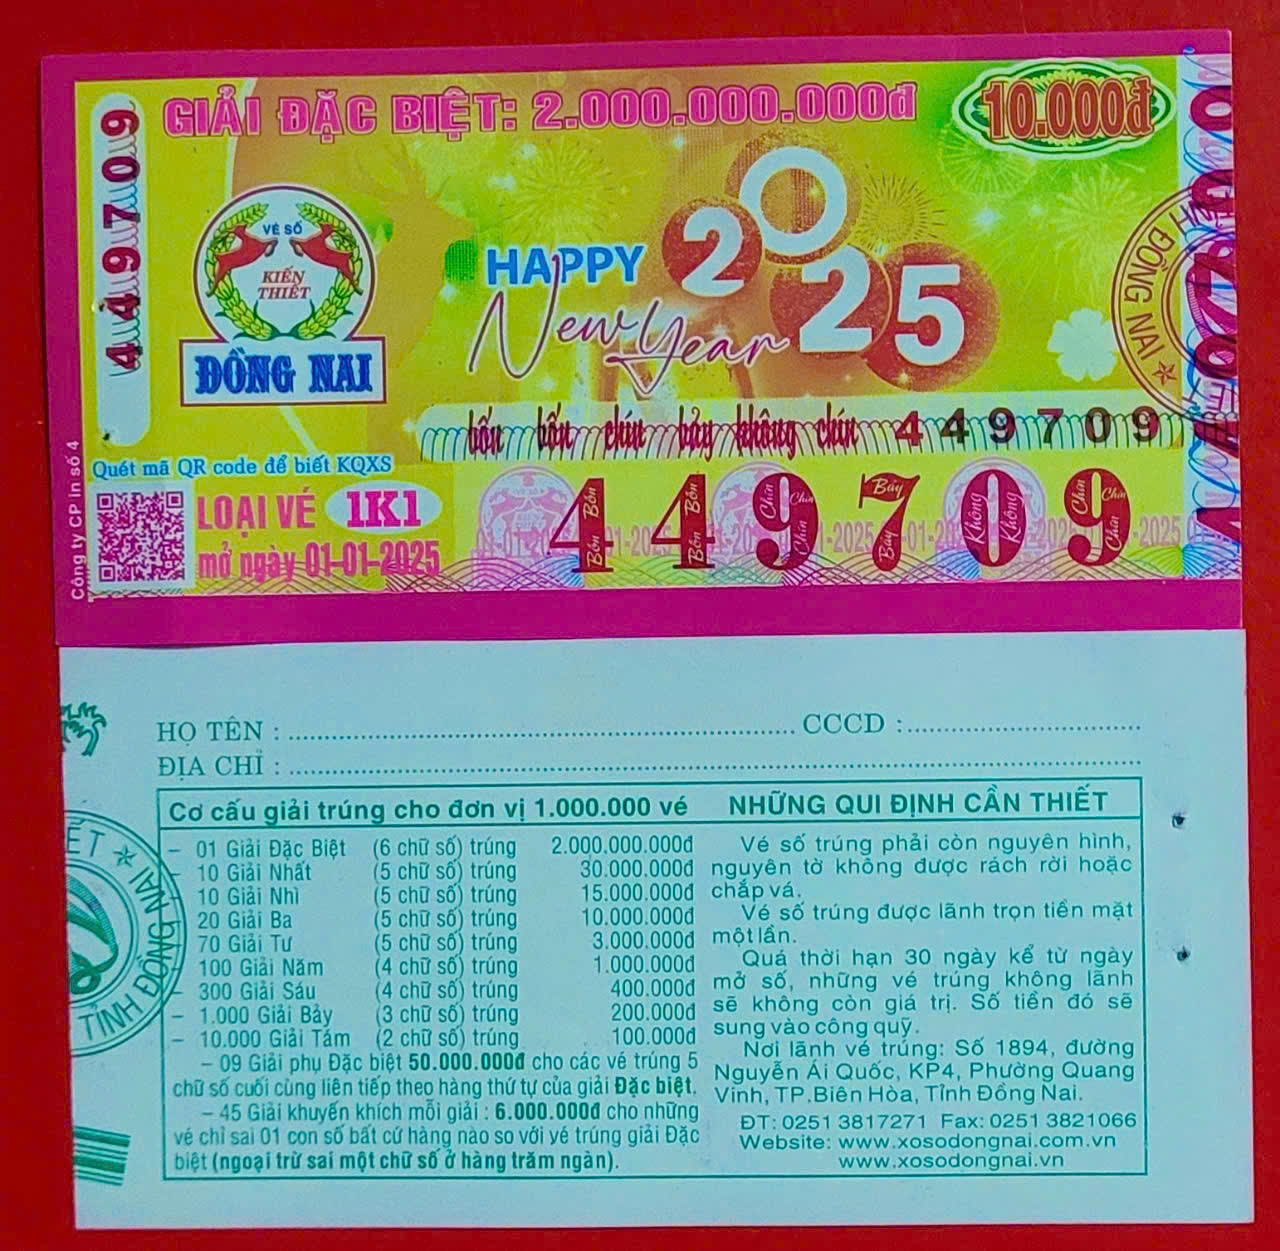 GIẢI ĐẶC BIỆT: 2.000.000.000đ
10.000đ
449709
VÉ SỐ
KIẾN
THIẾT
ĐỒNG NAI
HAPPY
New Year
2025
ĐỒNG NAI
bốn bốn chín bảy không chín 449709
Quét mã QR code để biết KQXS
LOẠI VÉ 1K1
mở ngày 01-01-2025
449709
Bốn Bốn Bốn Bốn Chín Chín Chín Bảy Bảy Không Không Chín Chín Chín
Công ty CP in số 4
HỌ TÊN : CCCD :
ĐỊA CHỈ :
Cơ cấu giải trúng cho đơn vị 1.000.000 vé
– 01 Giải Đặc Biệt (6 chữ số) trúng 2.000.000.000đ
– 10 Giải Nhất (5 chữ số) trúng 30.000.000đ
10 Giải Nhì (5 chữ số) trúng 15.000.000đ
20 Giải Ba (5 chữ số) trúng 10.000.000đ
70 Giải Tư (5 chữ số) trúng 3.000.000đ
100 Giải Năm (4 chữ số) trúng 1.000.000đ
– 300 Giải Sáu (4 chữ số) trúng 400.000đ
– 1.000 Giải Bảy (3 chữ số) trúng 200.000đ
– 10.000 Giải Tám (2 chữ số) trúng 100.000đ
– 09 Giải phụ Đặc biệt 50.000.000đ cho các vé trúng 5
chữ số cuối cùng liên tiếp theo hàng thứ tự của giải Đặc biệt.
– 45 Giải khuyến khích mỗi giải : 6.000.000đ cho những
vé chỉ sai 01 con số bất cứ hàng nào so với vé trúng giải Đặc
biệt (ngoại trừ sai một chữ số ở hàng trăm ngàn).
NHỮNG QUI ĐỊNH CẦN THIẾT
Vé số trúng phải còn nguyên hình,
nguyên tờ không được rách rời hoặc
chắp vá.
Vé số trúng được lãnh trọn tiền mặt
một lần.
Quá thời hạn 30 ngày kể từ ngày
mở số, những vé trúng không lãnh
sẽ không còn giá trị. Số tiền đó sẽ
sung vào công quỹ.
Nơi lãnh vé trúng: Số 1894, đường
Nguyễn Ái Quốc, KP4, Phường Quang
Vinh, TP.Biên Hòa, Tỉnh Đồng Nai.
ĐT: 0251 3817271 Fax: 0251 3821066
Website: www.xosodongnai.com.vn
www.xosodongnai.vn
TỈNH ĐỒNG NAI